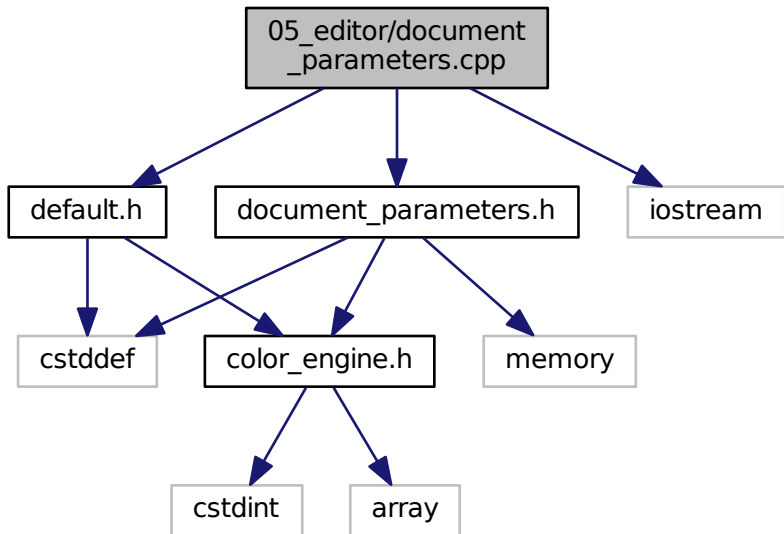 05_editor/document
_parameters.cpp
default.h
document_parameters.h
iostream
cstddef
color_engine.h
memory
cstdint
array